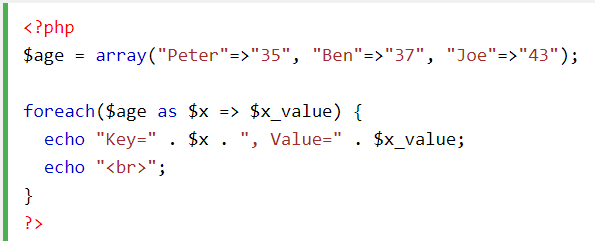 <?php
$age = array("Peter"=>"35", "Ben"=>"37", "Joe"=>"43");
foreach($age as $x => $x_value) {
  echo "Key=" . $x . ", Value=" . $x_value;
  echo "<br>";
}
?>